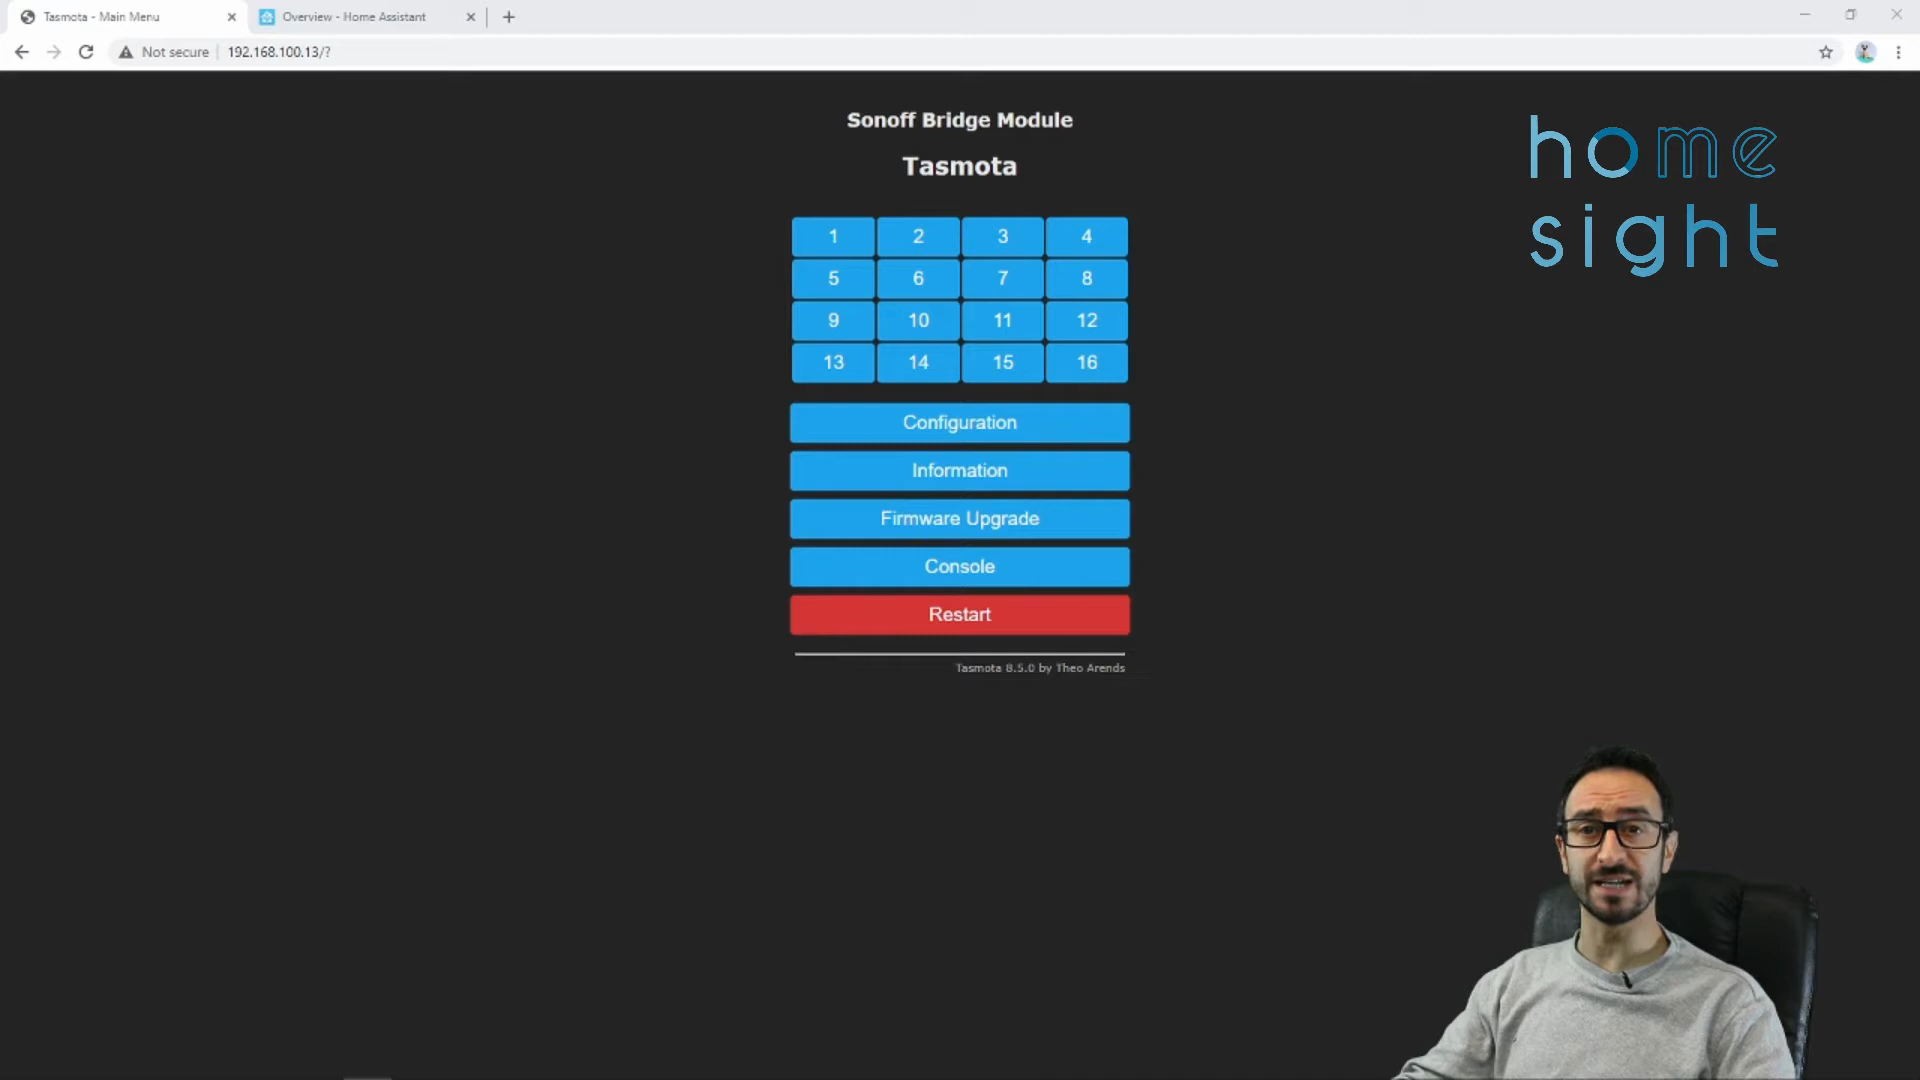 Tasmota - Main Menu
Overview - Home Assistant
Not secure
192.168.100.13/?
Sonoff Bridge Module
Tasmota
1 2 3 4
5 6 7 8
9 10 11 12
13 14 15 16
Configuration
Information
Firmware Upgrade
Console
Restart
Tasmota 8.5.0 by Theo Arends
home
sight